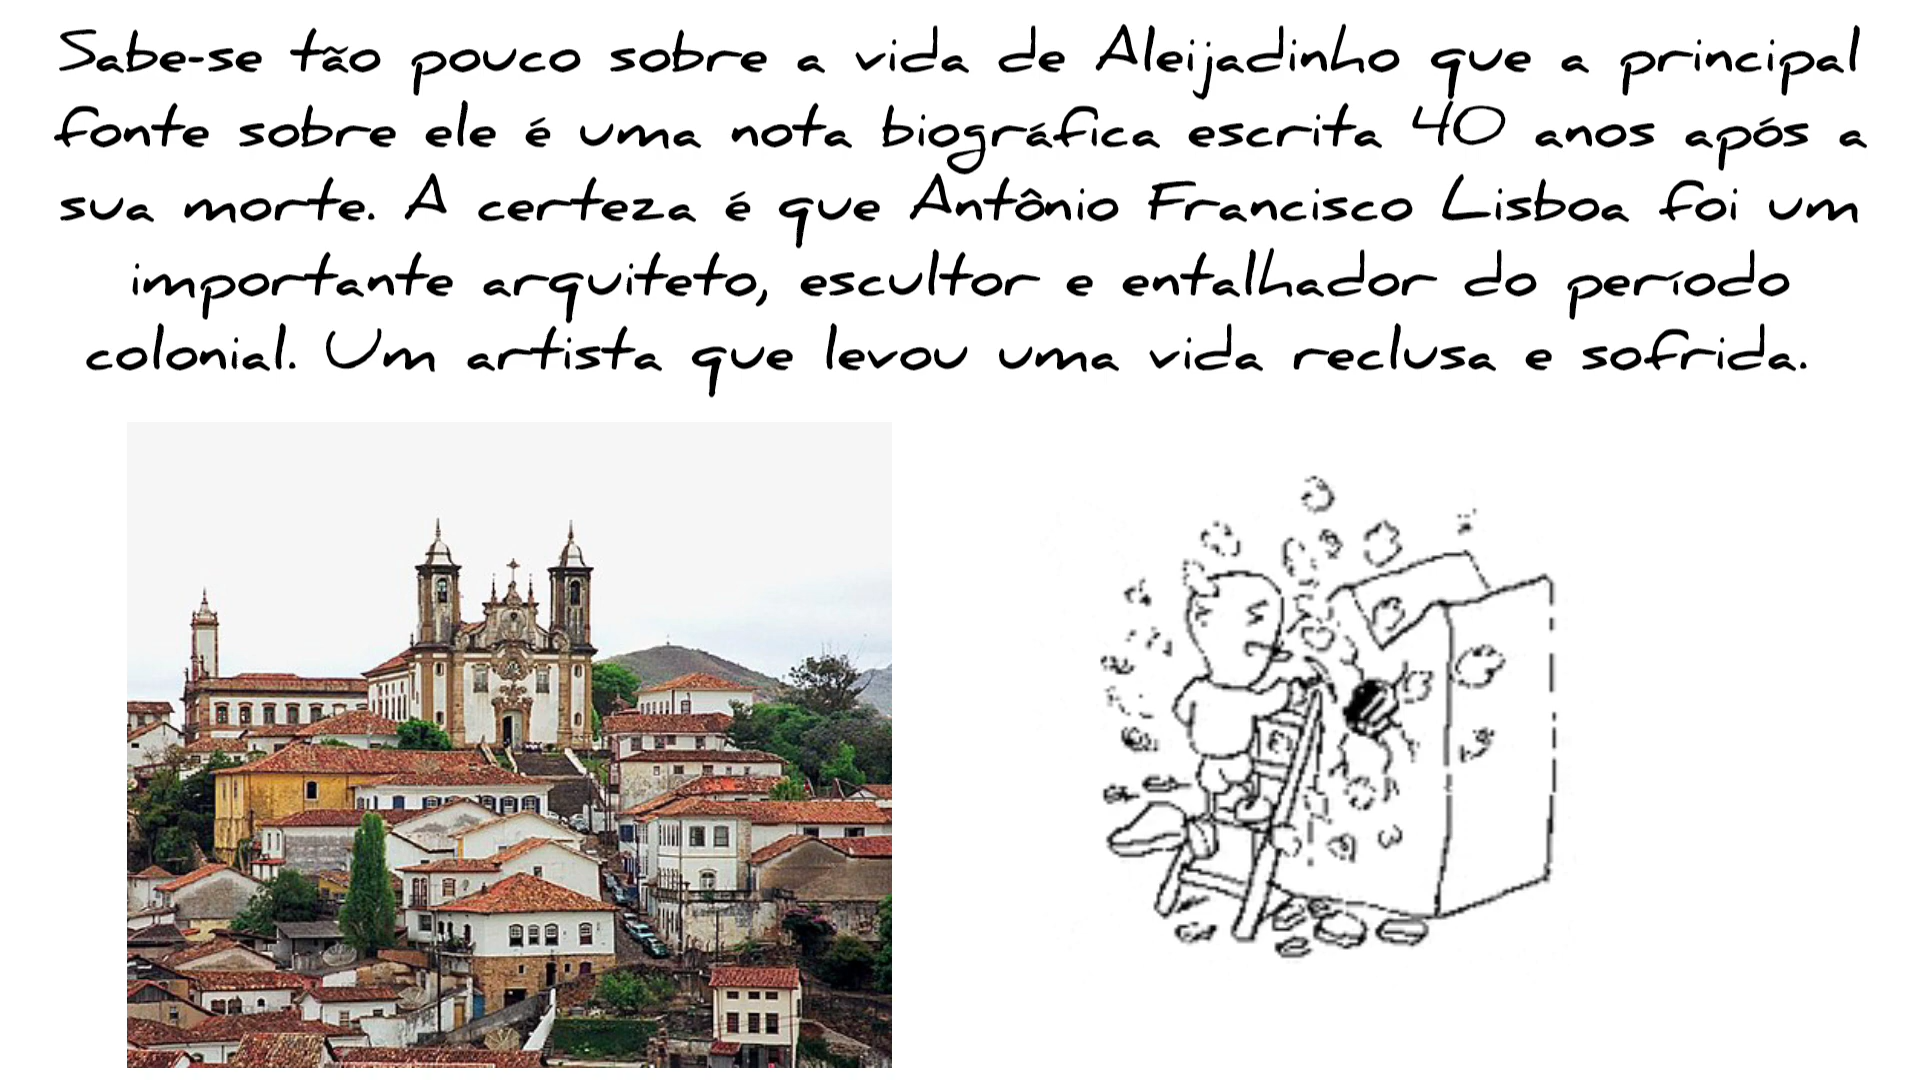 Sabe-se tão pouco sobre a vida de Aleijadinho que a principal
fonte sobre ele é uma nota biográfica escrita 40 anos após a
sua morte. A certeza é que Antônio Francisco Lisboa foi um
importante arquiteto, escultor e entalhador do período
colonial. Um artista que levou uma vida reclusa e sofrida.